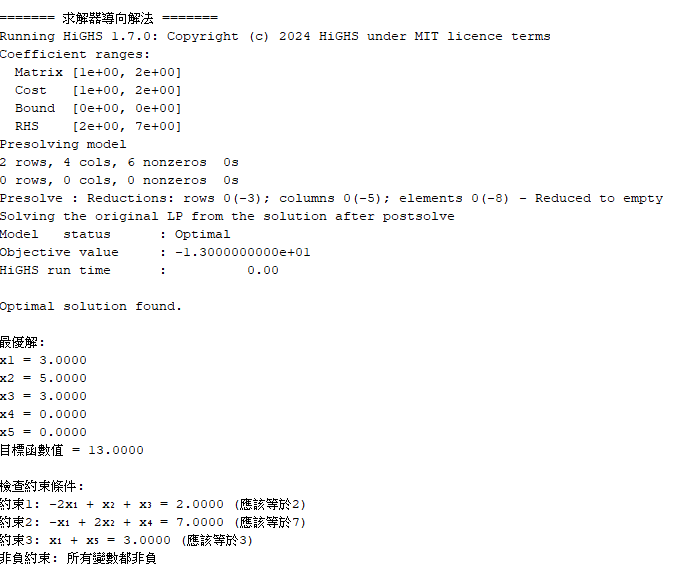 ======= 求解器導向解法 =======
Running HiGHS 1.7.0: Copyright (c) 2024 HiGHS under MIT licence terms
Coefficient ranges:
  Matrix [1e+00, 2e+00]
  Cost   [1e+00, 2e+00]
  Bound  [0e+00, 0e+00]
  RHS    [2e+00, 7e+00]
Presolving model
2 rows, 4 cols, 6 nonzeros  0s
0 rows, 0 cols, 0 nonzeros  0s
Presolve : Reductions: rows 0(-3); columns 0(-5); elements 0(-8) - Reduced to empty
Solving the original LP from the solution after postsolve
Model   status      : Optimal
Objective value     : -1.3000000000e+01
HiGHS run time      :          0.00
Optimal solution found.
最優解:
x1 = 3.0000
x2 = 5.0000
x3 = 3.0000
x4 = 0.0000
x5 = 0.0000
目標函數值 = 13.0000
檢查約束條件:
約束1: -2x₁ + x₂ + x₃ = 2.0000 (應該等於2)
約束2: -x₁ + 2x₂ + x₄ = 7.0000 (應該等於7)
約束3: x₁ + x₅ = 3.0000 (應該等於3)
非負約束: 所有變數都非負